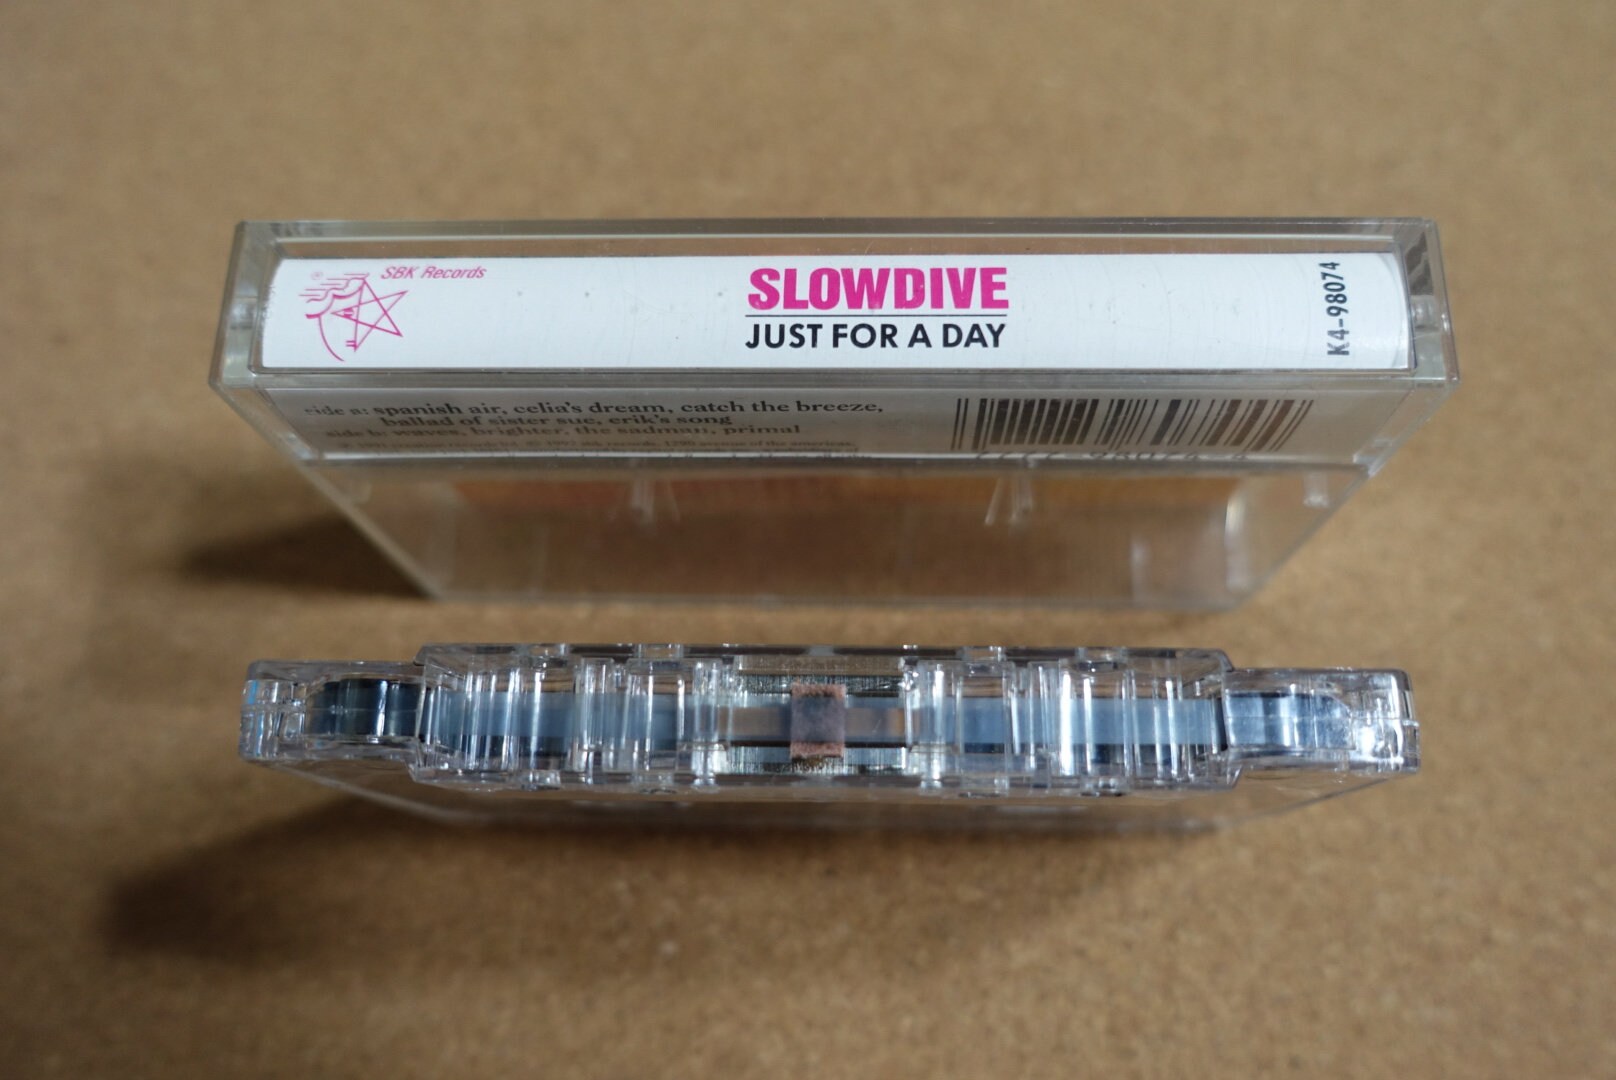 ® SBK Records
SLOWDIVE
JUST FOR A DAY
K4-98074
side a: spanish air, celia's dream, catch the breeze,
ballad of sister sue, erik's song
side b: waves, brighter, the sadman, primal